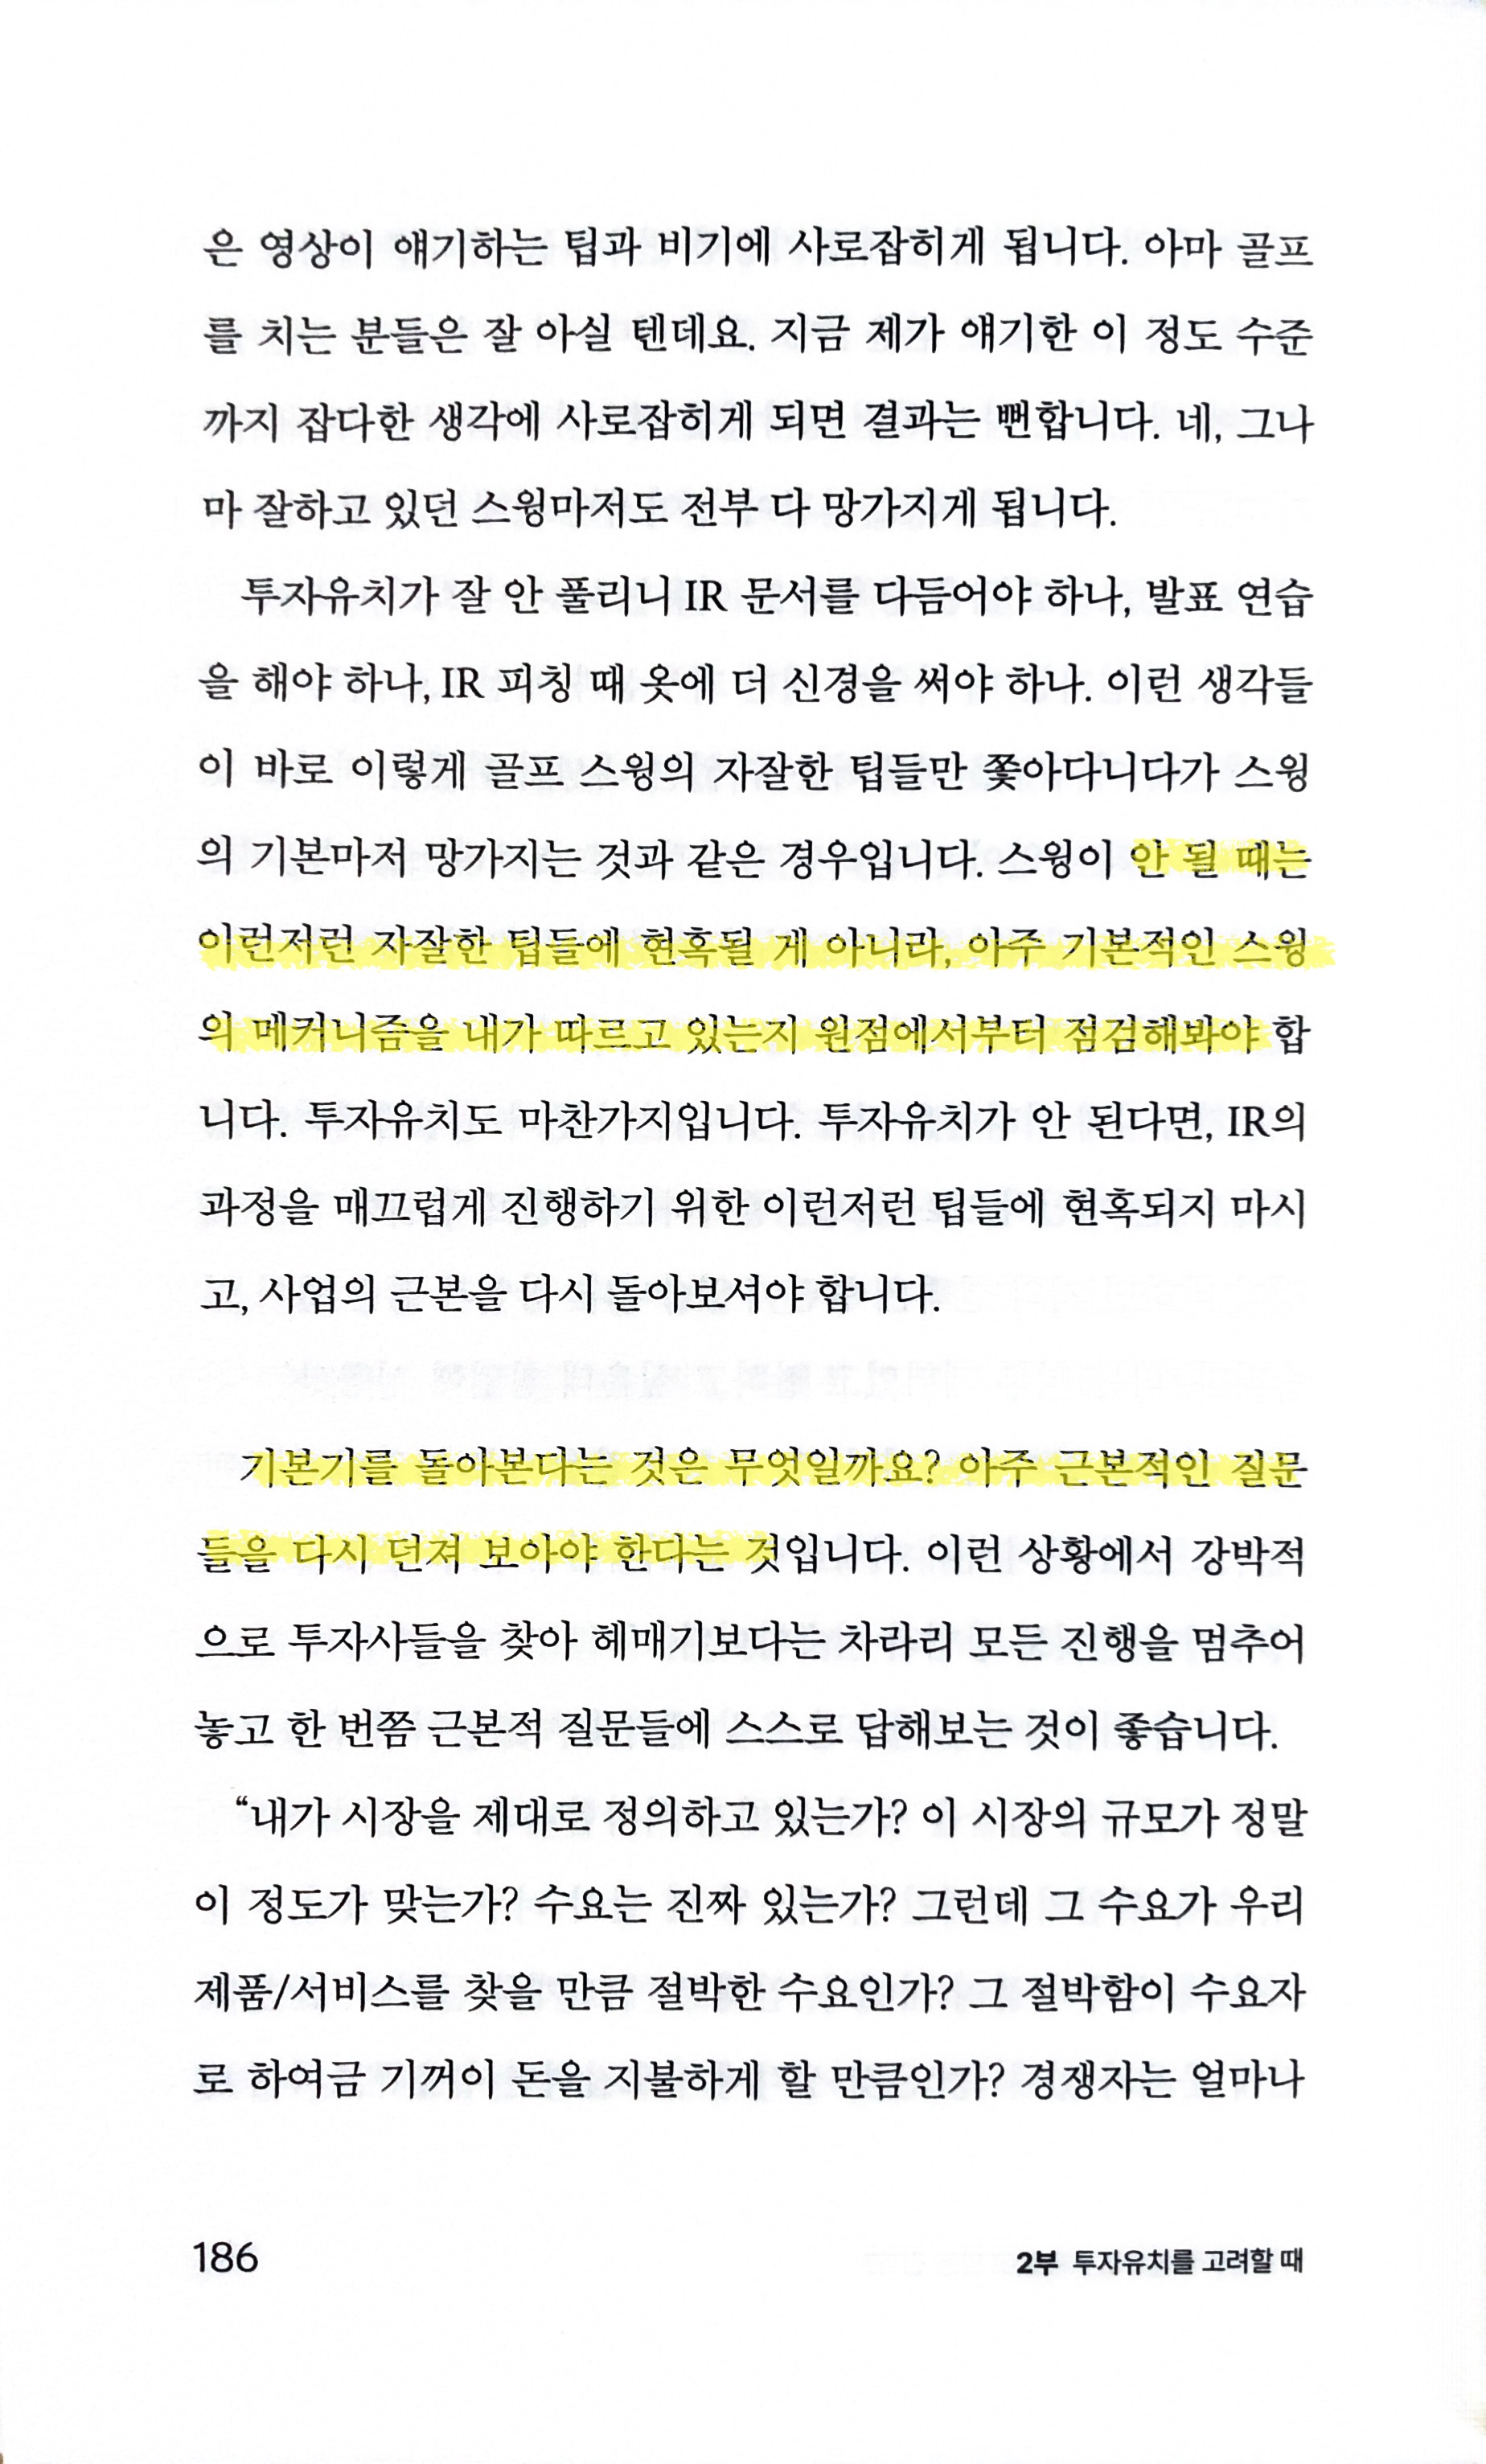 은 영상이 얘기하는 팁과 비기에 사로잡히게 됩니다. 아마 골프
를 치는 분들은 잘 아실 텐데요. 지금 제가 얘기한 이 정도 수준
까지 잡다한 생각에 사로잡히게 되면 결과는 뻔합니다. 네, 그나
마 잘하고 있던 스윙마저도 전부 다 망가지게 됩니다.
투자유치가 잘 안 풀리니 IR 문서를 다듬어야 하나, 발표 연습
을 해야 하나, IR 피칭 때 옷에 더 신경을 써야 하나. 이런 생각들
이 바로 이렇게 골프 스윙의 자잘한 팁들만 쫓아다니다가 스윙
의 기본마저 망가지는 것과 같은 경우입니다. 스윙이 안 될 때는
이런저런 자잘한 팁들에 현혹될 게 아니라, 아주 기본적인 스윙
의 메커니즘을 내가 따르고 있는지 원점에서부터 점검해봐야 합
니다. 투자유치도 마찬가지입니다. 투자유치가 안 된다면, IR의
과정을 매끄럽게 진행하기 위한 이런저런 팁들에 현혹되지 마시
고, 사업의 근본을 다시 돌아보셔야 합니다.
기본기를 돌아본다는 것은 무엇일까요? 아주 근본적인 질문
들을 다시 던져 보아야 한다는 것입니다. 이런 상황에서 강박적
으로 투자사들을 찾아 헤매기보다는 차라리 모든 진행을 멈추어
놓고 한 번쯤 근본적 질문들에 스스로 답해보는 것이 좋습니다.
“내가 시장을 제대로 정의하고 있는가? 이 시장의 규모가 정말
이 정도가 맞는가? 수요는 진짜 있는가? 그런데 그 수요가 우리
제품/서비스를 찾을 만큼 절박한 수요인가? 그 절박함이 수요자
로 하여금 기꺼이 돈을 지불하게 할 만큼인가? 경쟁자는 얼마나
186
2부 투자유치를 고려할 때